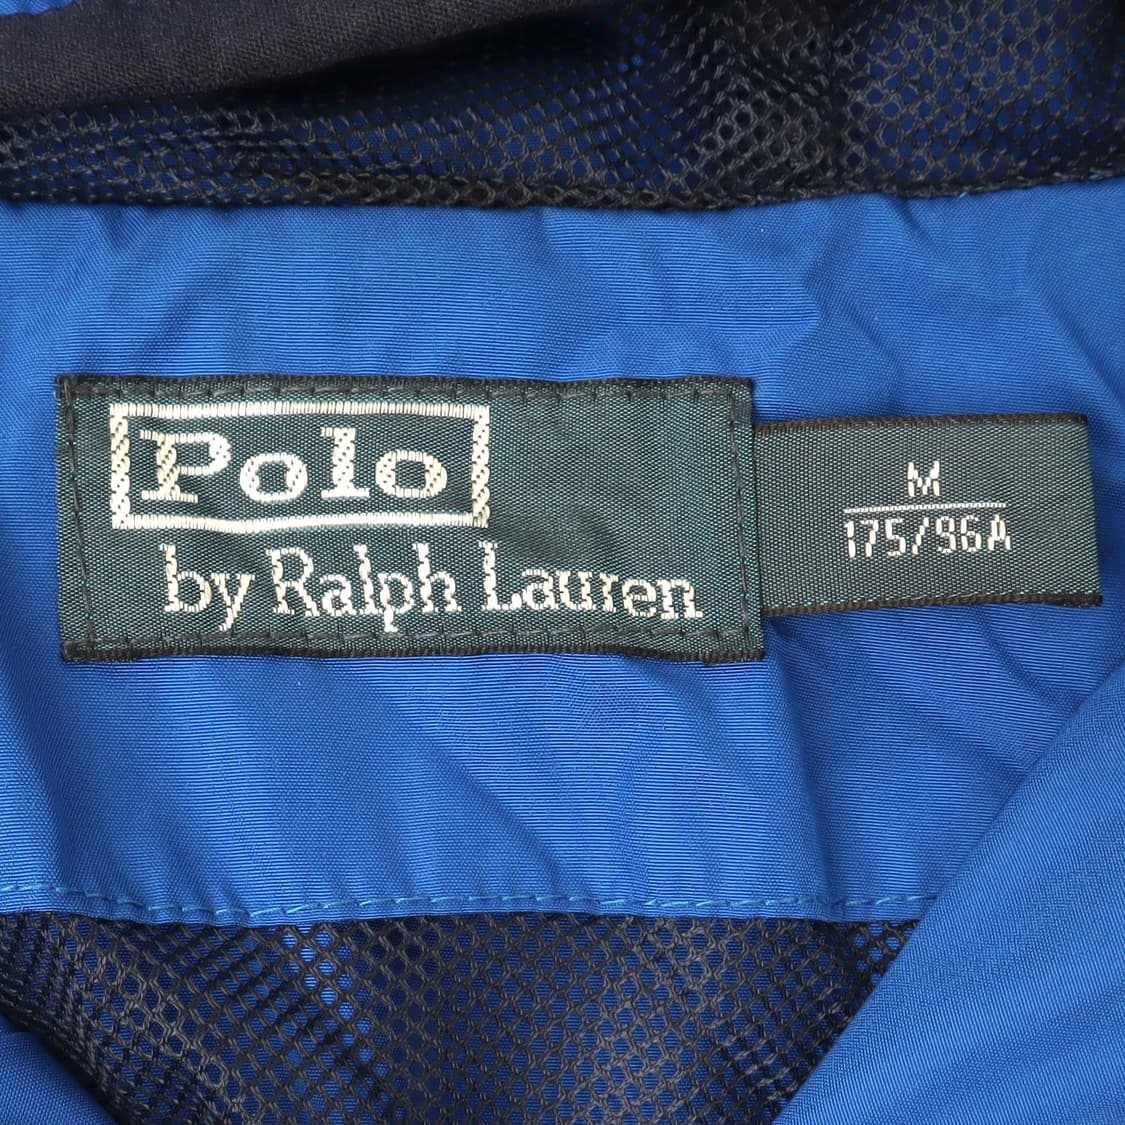 Polo
by Ralph Lauren
M
175/96A